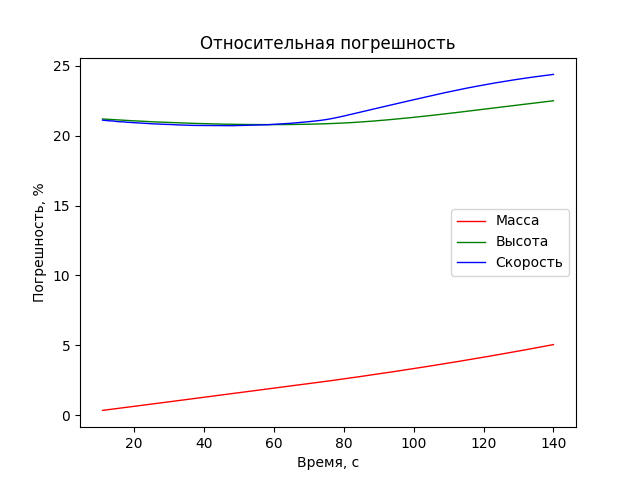 Относительная погрешность
Погрешность, %
25
20
15
10
5
0
Масса
Высота
Скорость
20 40 60 80 100 120 140
Время, с